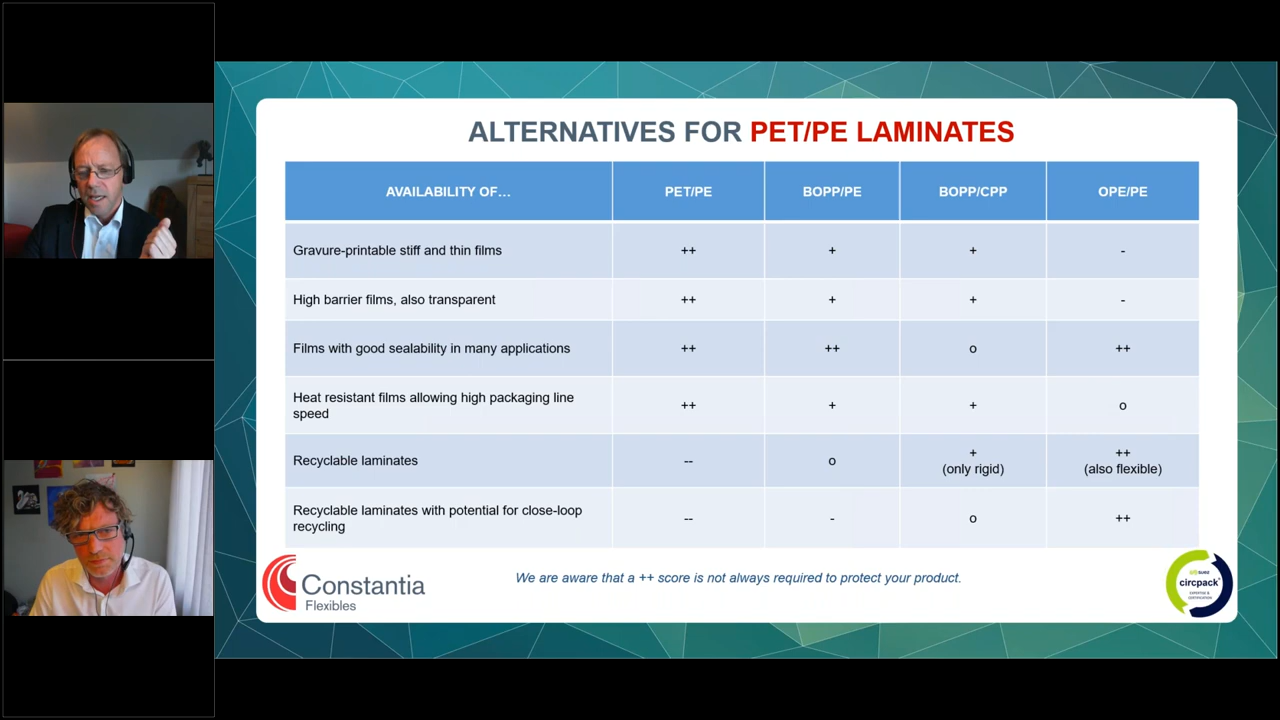 ALTERNATIVES FOR PET/PE LAMINATES
AVAILABILITY OF... PET/PE BOPP/PE BOPP/CPP OPE/PE
Gravure-printable stiff and thin films ++ + + -
High barrier films, also transparent ++ + + -
Films with good sealability in many applications ++ ++ o ++
Heat resistant films allowing high packaging line
speed ++ + + o
Recyclable laminates -- o + ++
(only rigid) (also flexible)
Recyclable laminates with potential for close-loop
recycling -- - o ++
We are aware that a ++ score is not always required to protect your product.
Constantia
Flexibles
suez
circpack
EXPERTISE &
CERTIFICATION